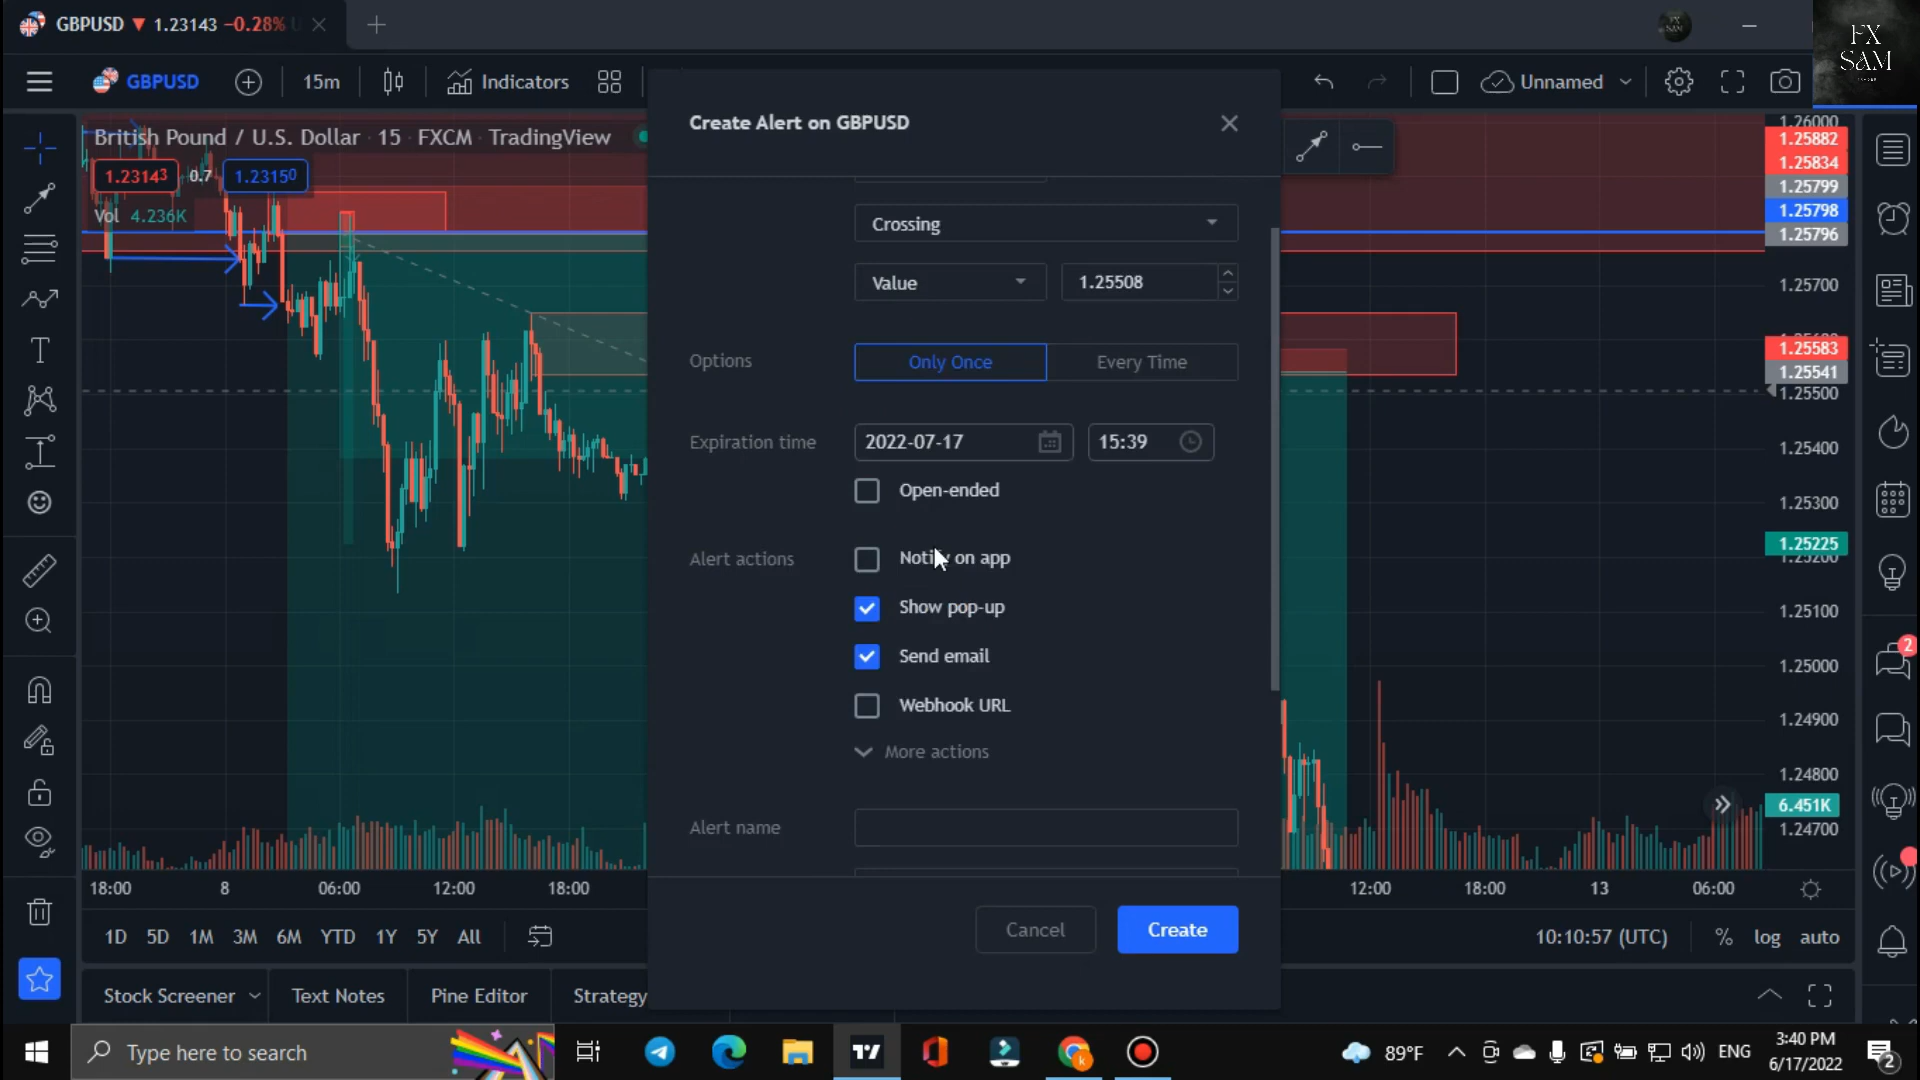 GBPUSD ▼ 1.23143 −0.28% U
FX
SAM
GBPUSD
15m
Indicators
Unnamed
Create Alert on GBPUSD
British Pound / U.S. Dollar · 15 · FXCM · TradingView
1.23143
0.7
1.23150
Vol 4.236K
Crossing
Value
1.25508
Options
Only Once
Every Time
Expiration time
2022-07-17
15:39
Open-ended
Alert actions
Notify on app
Show pop-up
Send email
Webhook URL
More actions
Alert name
Cancel
Create
1.26000
1.25882
1.25834
1.25799
1.25798
1.25796
1.25700
1.25583
1.25541
1.25500
1.25400
1.25300
1.25225
1.25200
1.25100
1.25000
1.24900
1.24800
6.451K
1.24700
2
18:00
8
06:00
12:00
18:00
12:00
18:00
13
06:00
1D
5D
1M
3M
6M
YTD
1Y
5Y
All
10:10:57 (UTC)
%
log
auto
Stock Screener
Text Notes
Pine Editor
Strategy
Type here to search
89°F
ENG
3:40 PM
6/17/2022
2